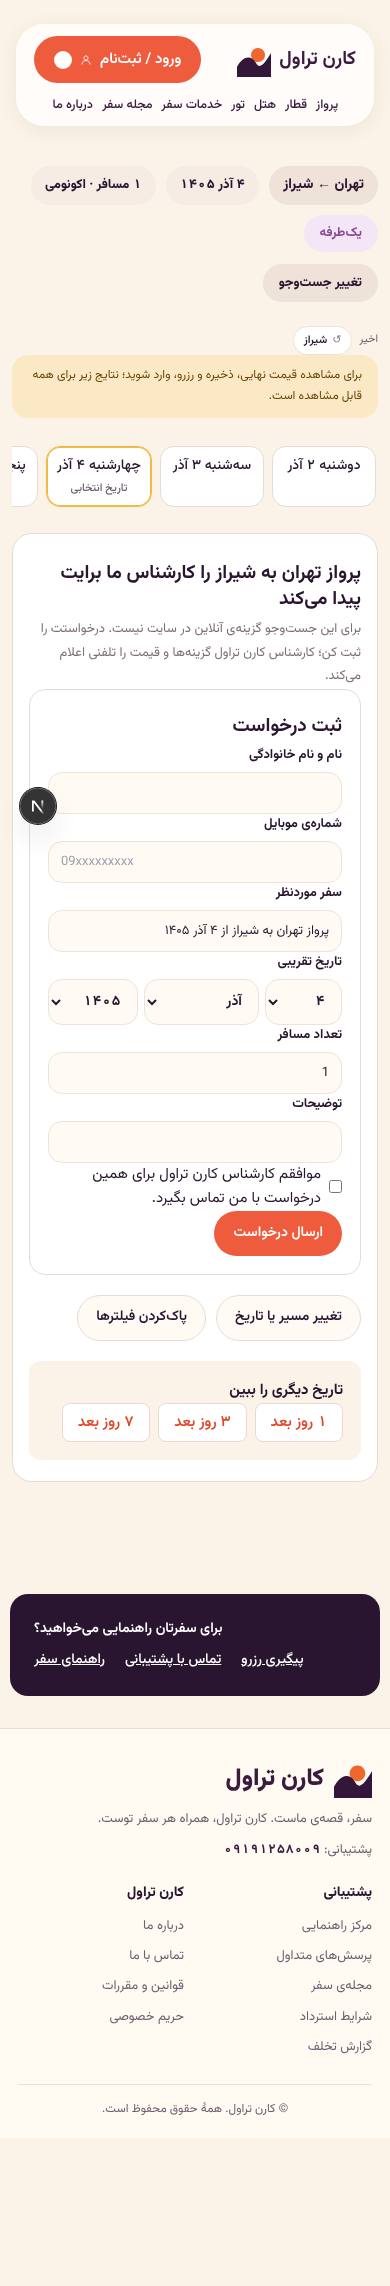 کارن تراول
ورود / ثبت‌نام
پرواز قطار هتل تور خدمات سفر مجله سفر درباره ما
تهران ← شیراز
۴ آذر ۱۴۰۵
۱ مسافر · اکونومی
یک‌طرفه
تغییر جست‌وجو
اخیر
↺ شیراز
برای مشاهده قیمت نهایی، ذخیره و رزرو، وارد شوید؛ نتایج زیر برای همه
قابل مشاهده است.
دوشنبه ۲ آذر
سه‌شنبه ۳ آذر
چهارشنبه ۴ آذر
تاریخ انتخابی
پرواز تهران به شیراز را کارشناس ما برایت
پیدا می‌کند
برای این جست‌وجو گزینه‌ی آنلاین در سایت نیست. درخواستت را
ثبت کن؛ کارشناس کارن تراول گزینه‌ها و قیمت را تلفنی اعلام
می‌کند.
ثبت درخواست
نام و نام خانوادگی
N
شماره‌ی موبایل
09xxxxxxxxx
سفر موردنظر
پرواز تهران به شیراز از ۴ آذر ۱۴۰۵
تاریخ تقریبی
۴
آذر
۱۴۰۵
تعداد مسافر
1
توضیحات
موافقم کارشناس کارن تراول برای همین
درخواست با من تماس بگیرد.
ارسال درخواست
تغییر مسیر یا تاریخ
پاک‌کردن فیلترها
تاریخ دیگری را ببین
۱ روز بعد
۳ روز بعد
۷ روز بعد
برای سفرتان راهنمایی می‌خواهید؟
پیگیری رزرو تماس با پشتیبانی راهنمای سفر
کارن تراول
سفر، قصه‌ی ماست. کارن تراول، همراه هر سفر توست.
پشتیبانی: ۰۹۱۹۱۲۵۸۰۰۹
پشتیبانی
مرکز راهنمایی
پرسش‌های متداول
مجله‌ی سفر
شرایط استرداد
گزارش تخلف
کارن تراول
درباره ما
تماس با ما
قوانین و مقررات
حریم خصوصی
© کارن تراول. همهٔ حقوق محفوظ است.